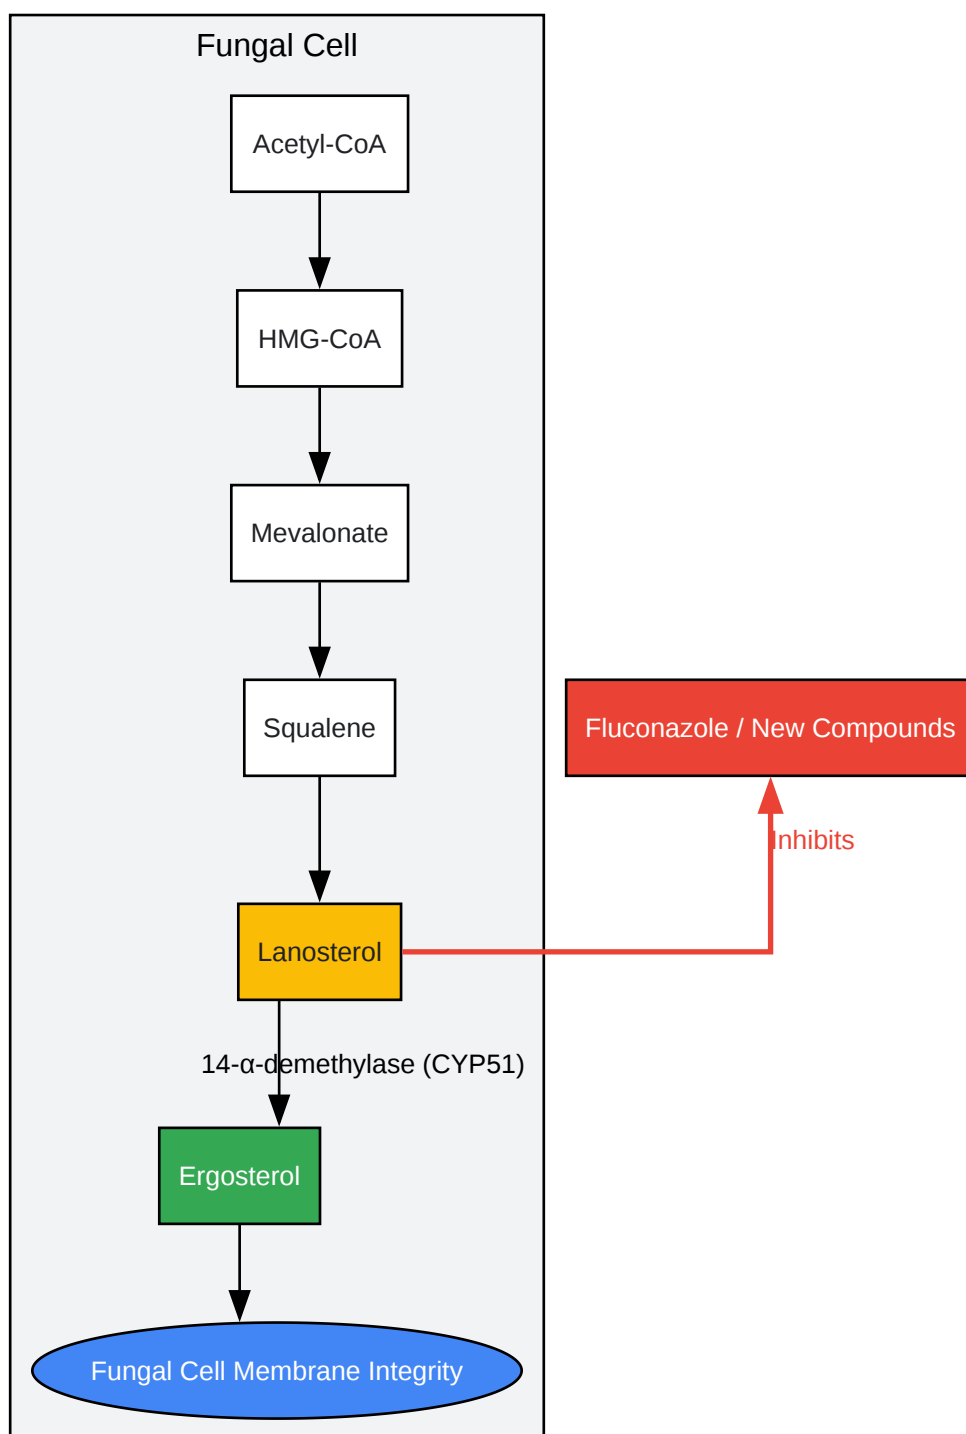 Fungal Cell
Acetyl-CoA
HMG-CoA
Mevalonate
Squalene
Fluconazole / New Compounds
Inhibits
Lanosterol
14-α-demethylase (CYP51)
Ergosterol
Fungal Cell Membrane Integrity